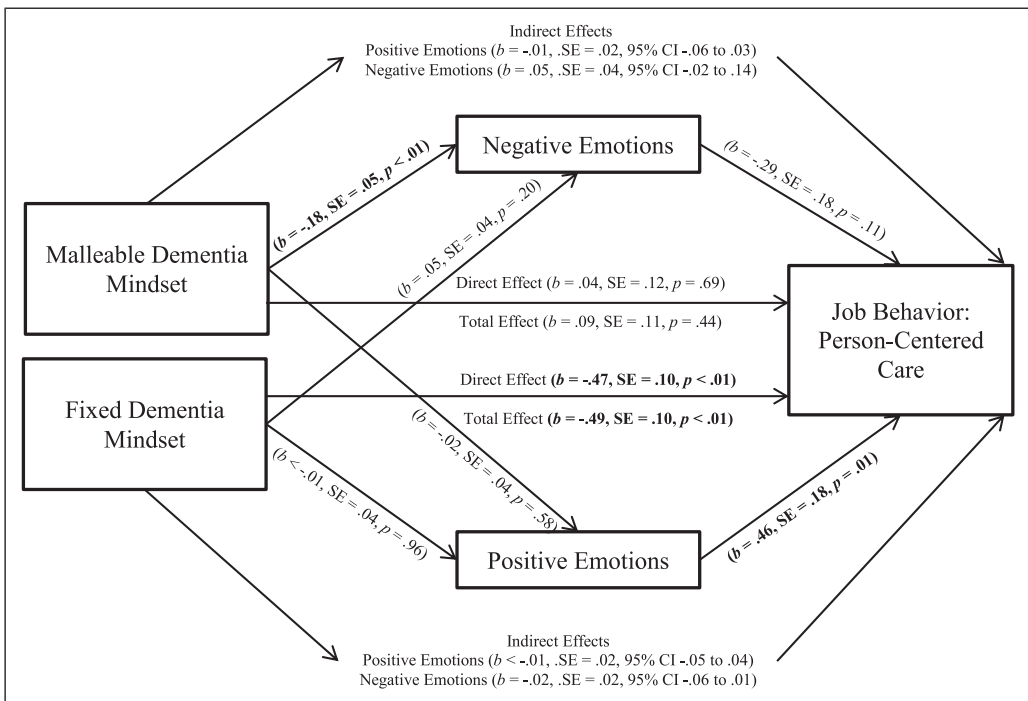 Indirect Effects
Positive Emotions (b = -.01, .SE = .02, 95% CI -.06 to .03)
Negative Emotions (b = .05, .SE = .04, 95% CI -.02 to .14)
Negative Emotions
(b = -.18, SE = .05, p < .01)
(b = -.29, SE = .18, p = .11)
(b = .05, SE = .04, p = .20)
Malleable Dementia
Mindset
Direct Effect (b = .04, SE = .12, p = .69)
Total Effect (b = .09, SE = .11, p = .44)
Job Behavior:
Person-Centered
Care
Fixed Dementia
Mindset
Direct Effect (b = -.47, SE = .10, p < .01)
Total Effect (b = -.49, SE = .10, p < .01)
(b = -.02, SE = .04, p = .58)
(b < -.01, SE = .04, p = .96)
(b = .46, SE = .18, p = .01)
Positive Emotions
Indirect Effects
Positive Emotions (b < -.01, .SE = .02, 95% CI -.05 to .04)
Negative Emotions (b = -.02, .SE = .02, 95% CI -.06 to .01)